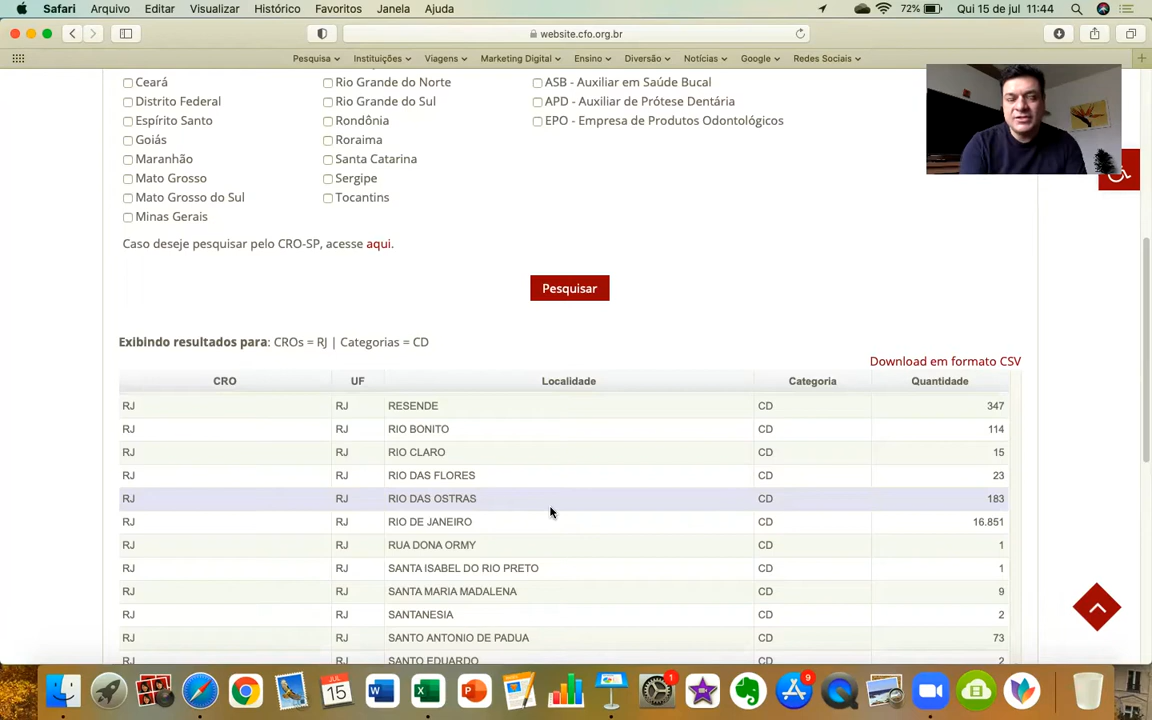 Safari Arquivo Editar Visualizar Histórico Favoritos Janela Ajuda 72% Qui 15 de jul 11:44
website.cfo.org.br
Pesquisa Instituições Viagens Marketing Digital Ensino Diversão Notícias Google Redes Sociais
Ceará Rio Grande do Norte ASB - Auxiliar em Saúde Bucal
Distrito Federal Rio Grande do Sul APD - Auxiliar de Prótese Dentária
Espírito Santo Rondônia EPO - Empresa de Produtos Odontológicos
Goiás Roraima
Maranhão Santa Catarina
Mato Grosso Sergipe
Mato Grosso do Sul Tocantins
Minas Gerais
Caso deseje pesquisar pelo CRO-SP, acesse aqui.
Pesquisar
Exibindo resultados para: CROs = RJ | Categorias = CD
Download em formato CSV
CRO UF Localidade Categoria Quantidade
RJ RJ RESENDE CD 347
RJ RJ RIO BONITO CD 114
RJ RJ RIO CLARO CD 15
RJ RJ RIO DAS FLORES CD 23
RJ RJ RIO DAS OSTRAS CD 183
RJ RJ RIO DE JANEIRO CD 16.851
RJ RJ RUA DONA ORMY CD 1
RJ RJ SANTA ISABEL DO RIO PRETO CD 1
RJ RJ SANTA MARIA MADALENA CD 9
RJ RJ SANTANESIA CD 2
RJ RJ SANTO ANTONIO DE PADUA CD 73
RJ RJ SANTO EDUARDO CD 2
JUL 15 W X P 1 9